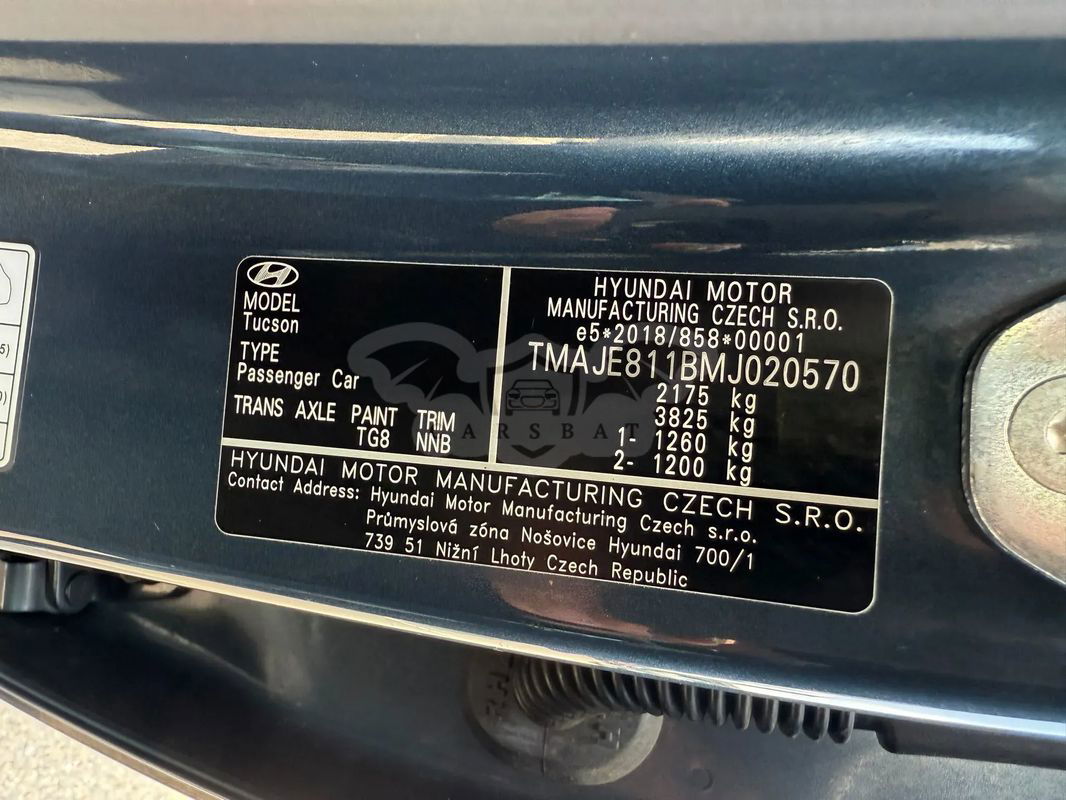 MODEL
Tucson
TYPE
Passenger Car
TRANS AXLE PAINT TRIM
TG8 NNB
HYUNDAI MOTOR
MANUFACTURING CZECH S.R.O.
e5*2018/858*00001
TMAJE811BMJ020570
2175 kg
3825 kg
1- 1260 kg
2- 1200 kg
HYUNDAI MOTOR MANUFACTURING CZECH S.R.O.
Contact Address: Hyundai Motor Manufacturing Czech s.r.o.
Průmyslová zóna Nošovice Hyundai 700/1
739 51 Nižní Lhoty Czech Republic
CARSBAT
5)
)